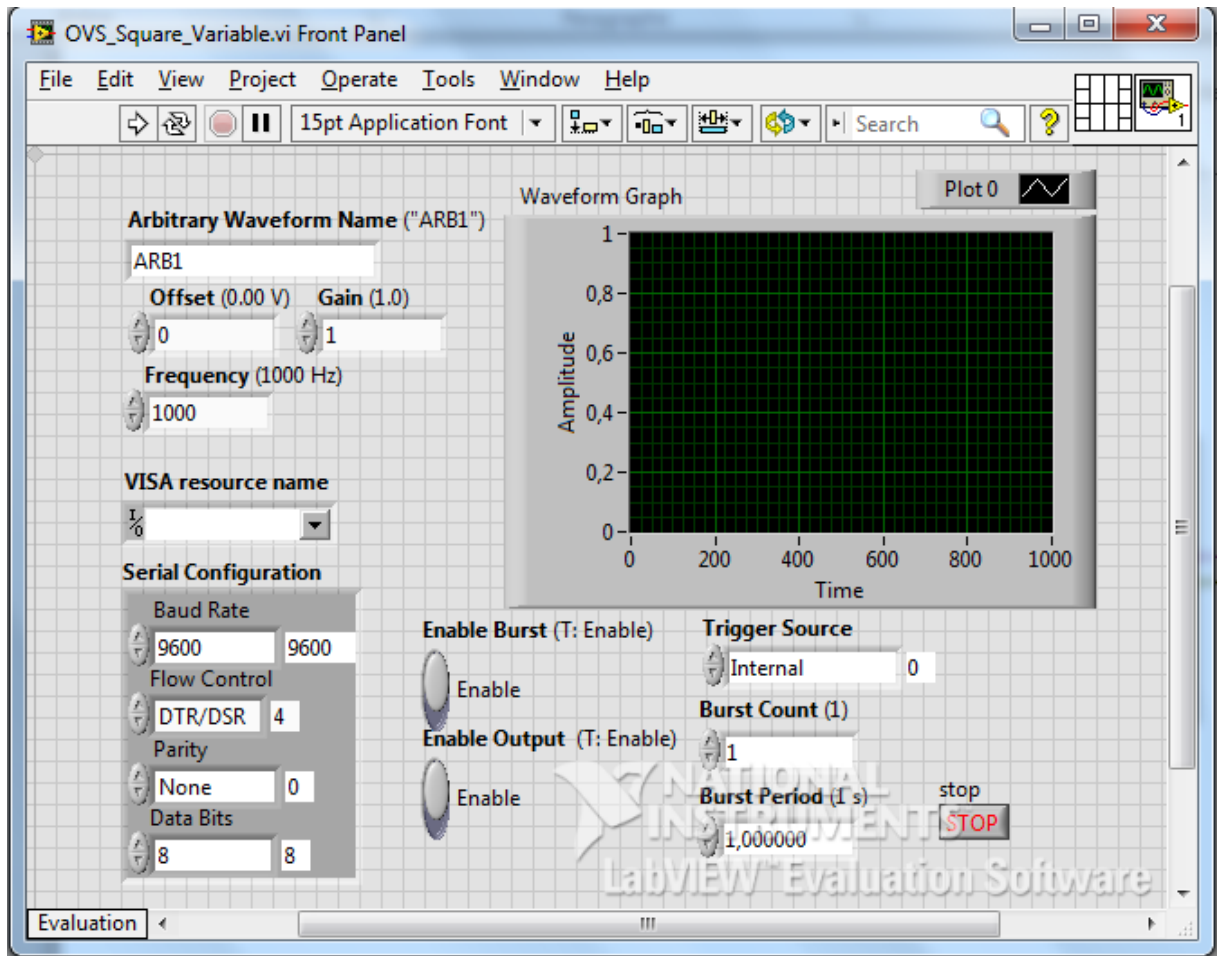 OVS_Square_Variable.vi Front Panel
File Edit View Project Operate Tools Window Help
15pt Application Font Search
1
Waveform Graph
Plot 0
Arbitrary Waveform Name ("ARB1")
ARB1
Offset (0.00 V) Gain (1.0)
0 1
Frequency (1000 Hz)
1000
VISA resource name
I/O
Serial Configuration
Baud Rate
9600 9600
Flow Control
DTR/DSR 4
Parity
None 0
Data Bits
8 8
1
0,8
0,6
0,4
0,2
0
Amplitude
0 200 400 600 800 1000
Time
Enable Burst (T: Enable)
Enable
Enable Output (T: Enable)
Enable
Trigger Source
Internal 0
Burst Count (1)
1
Burst Period (1 s)
1,000000
stop
STOP
NATIONAL
INSTRUMENTS
LabVIEW™ Evaluation Software
Evaluation